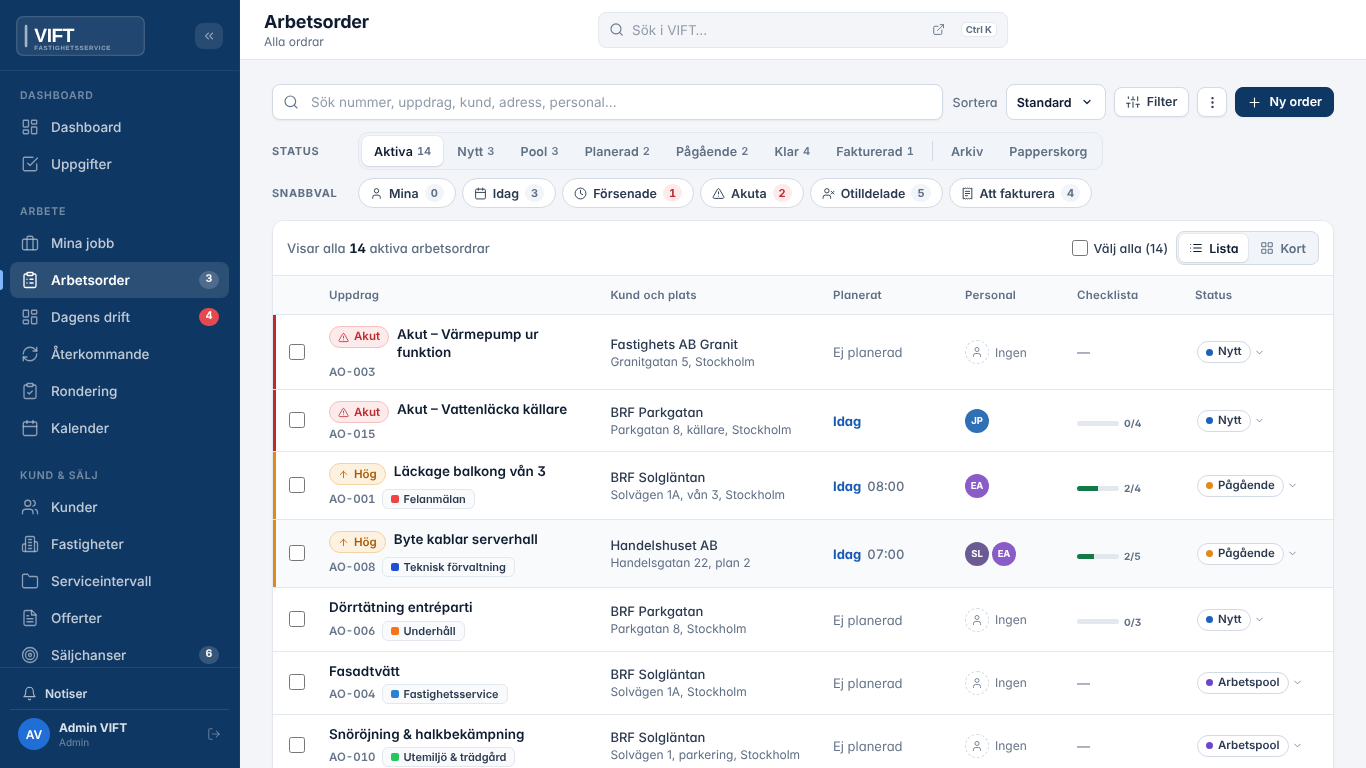 VIFT
FASTIGHETSSERVICE
DASHBOARD
Dashboard
Uppgifter
ARBETE
Mina jobb
Arbetsorder 3
Dagens drift 4
Återkommande
Rondering
Kalender
KUND & SÄLJ
Kunder
Fastigheter
Serviceintervall
Offerter
Säljchanser 6
Notiser
AV Admin VIFT
Admin
Arbetsorder
Alla ordrar
Sök i VIFT... Ctrl K
Sök nummer, uppdrag, kund, adress, personal... Sortera Standard Filter Ny order
STATUS Aktiva 14 Nytt 3 Pool 3 Planerad 2 Pågående 2 Klar 4 Fakturerad 1 Arkiv Papperskorg
SNABBVAL Mina 0 Idag 3 Försenade 1 Akuta 2 Otilldelade 5 Att fakturera 4
Visar alla 14 aktiva arbetsordrar Välj alla (14) Lista Kort
Uppdrag Kund och plats Planerat Personal Checklista Status
Akut Akut – Värmepump ur
funktion
AO-003
Fastighets AB Granit
Granitgatan 5, Stockholm
Ej planerad Ingen — Nytt
Akut Akut – Vattenläcka källare
AO-015
BRF Parkgatan
Parkgatan 8, källare, Stockholm
Idag JP 0/4 Nytt
Hög Läckage balkong vån 3
AO-001 Felanmälan
BRF Solgläntan
Solvägen 1A, vån 3, Stockholm
Idag 08:00 EA 2/4 Pågående
Hög Byte kablar serverhall
AO-008 Teknisk förvaltning
Handelshuset AB
Handelsgatan 22, plan 2
Idag 07:00 SL EA 2/5 Pågående
Dörrtätning entréparti
AO-006 Underhåll
BRF Parkgatan
Parkgatan 8, Stockholm
Ej planerad Ingen 0/3 Nytt
Fasadtvätt
AO-004 Fastighetsservice
BRF Solgläntan
Solvägen 1A, Stockholm
Ej planerad Ingen — Arbetspool
Snöröjning & halkbekämpning
AO-010 Utemiljö & trädgård
BRF Solgläntan
Solvägen 1, parkering, Stockholm
Ej planerad Ingen — Arbetspool